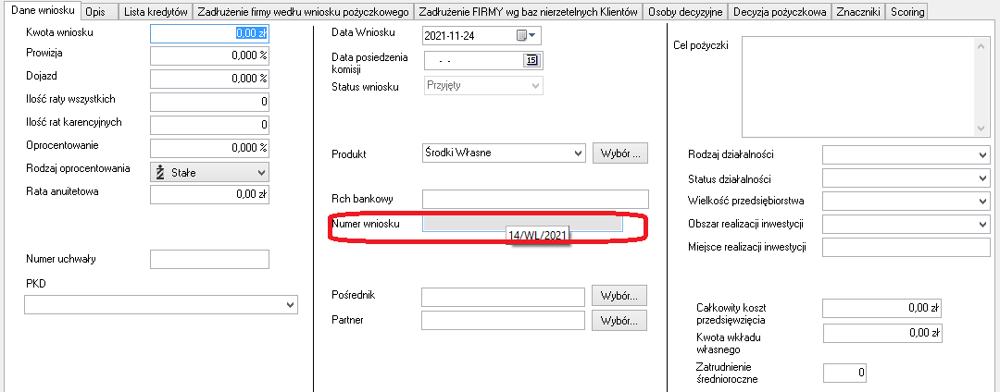 Dane wniosku Opis Lista kredytów Zadłużenie firmy wedłu wniosku pożyczkowego Zadłużenie FIRMY wg baz nierzetelnych Klientów Osoby decyzyjne Decyzja pożyczkowa Znaczniki Scoring
Kwota wniosku 0,00 zł
Prowizja 0,000 %
Dojazd 0,000 %
Ilość raty wszystkich 0
Ilość rat karencyjnych 0
Oprocentowanie 0,000 %
Rodzaj oprocentowania Stałe
Rata anuitetowa 0,00 zł
Numer uchwały
PKD
Data Wniosku 2021-11-24
Data posiedzenia
komisji - - 15
Status wniosku Przyjęty
Produkt Środki Własne Wybór ...
Rch bankowy
Numer wniosku
14/WL/2021
Pośrednik Wybór...
Partner Wybór...
Cel pożyczki
Rodzaj działalności
Status działalności
Wielkość przedsiębiorstwa
Obszar realizacji inwestycji
Miejsce realizacji inwestycji
Całkowity koszt
przedsięwzięcia 0,00 zł
Kwota wkładu
własnego 0,00 zł
Zatrudnienie
średnioroczne 0